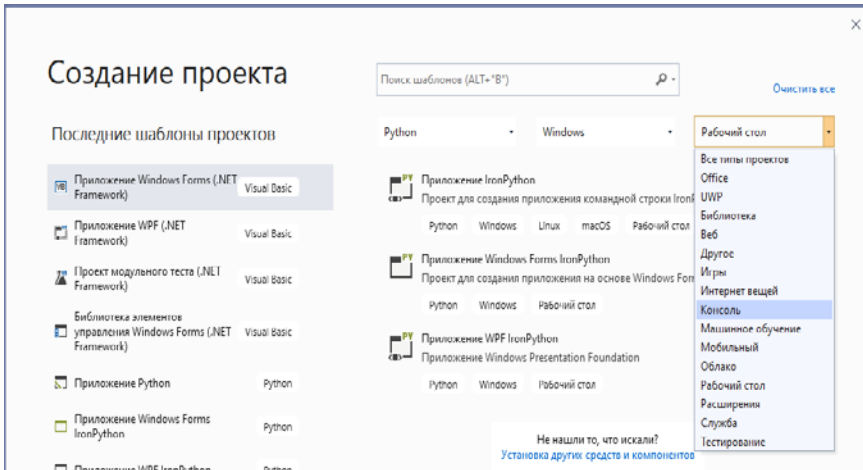 Создание проекта
Поиск шаблонов (ALT+"В")
Очистить все
Последние шаблоны проектов
Python
Windows
Рабочий стол
Приложение Windows Forms (.NET
Framework)
Visual Basic
Приложение WPF (.NET
Framework)
Visual Basic
Проект модульного теста (.NET
Framework)
Visual Basic
Библиотека элементов
управления Windows Forms (.NET
Framework)
Visual Basic
Приложение Python
Python
Приложение Windows Forms
IronPython
Python
Приложение WPF IronPython
Python
Приложение IronPython
Проект для создания приложения командной строки Iron
Python Windows Linux macOS Рабочий стол
Приложение Windows Forms IronPython
Проект для создания приложения на основе Windows For
Python Windows Рабочий стол
Приложение WPF IronPython
Приложение Windows Presentation Foundation
Python Windows Рабочий стол
Не нашли то, что искали?
Установка других средств и компонентов
Все типы проектов
Office
UWP
Библиотека
Веб
Другое
Игры
Интернет вещей
Консоль
Машинное обучение
Мобильный
Облако
Рабочий стол
Расширения
Служба
Тестирование